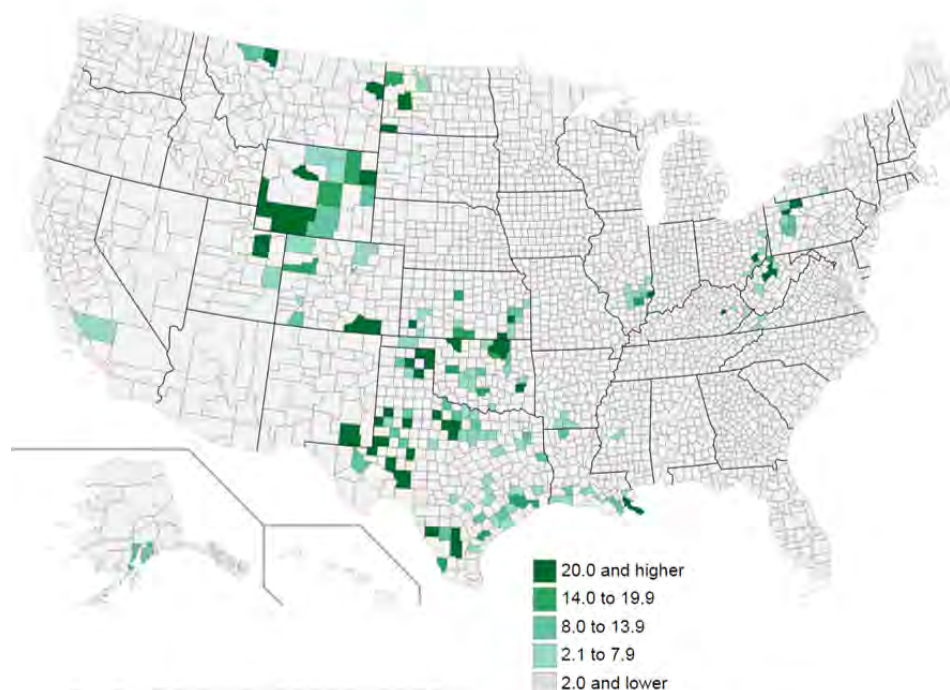 20.0 and higher
14.0 to 19.9
8.0 to 13.9
2.1 to 7.9
2.0 and lower